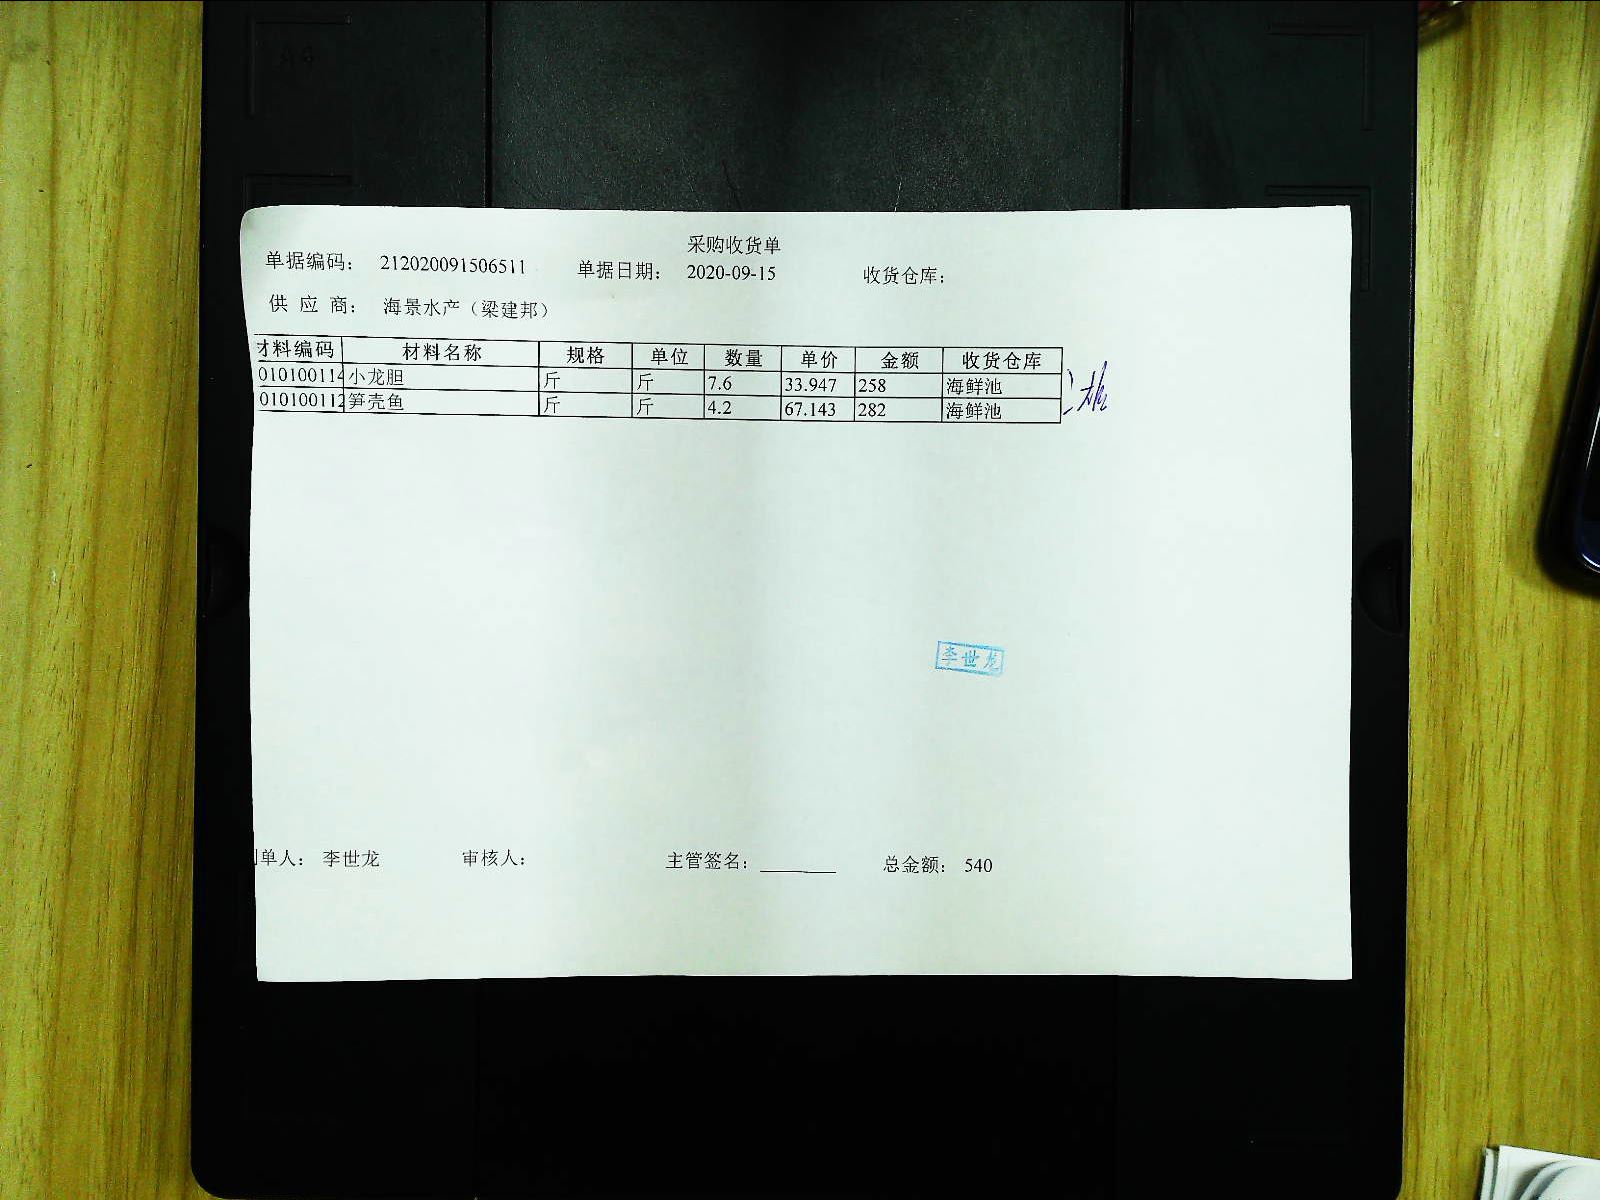 采购收货单
单据编码： 212020091506511 单据日期： 2020-09-15 收货仓库：
供 应 商： 海景水产（梁建邦）
材料编码 材料名称 规格 单位 数量 单价 金额 收货仓库
010100114 小龙胆 斤 斤 7.6 33.947 258 海鲜池
010100112 笋壳鱼 斤 斤 4.2 67.143 282 海鲜池
李世龙
制单人： 李世龙 审核人： 主管签名： 总金额： 540